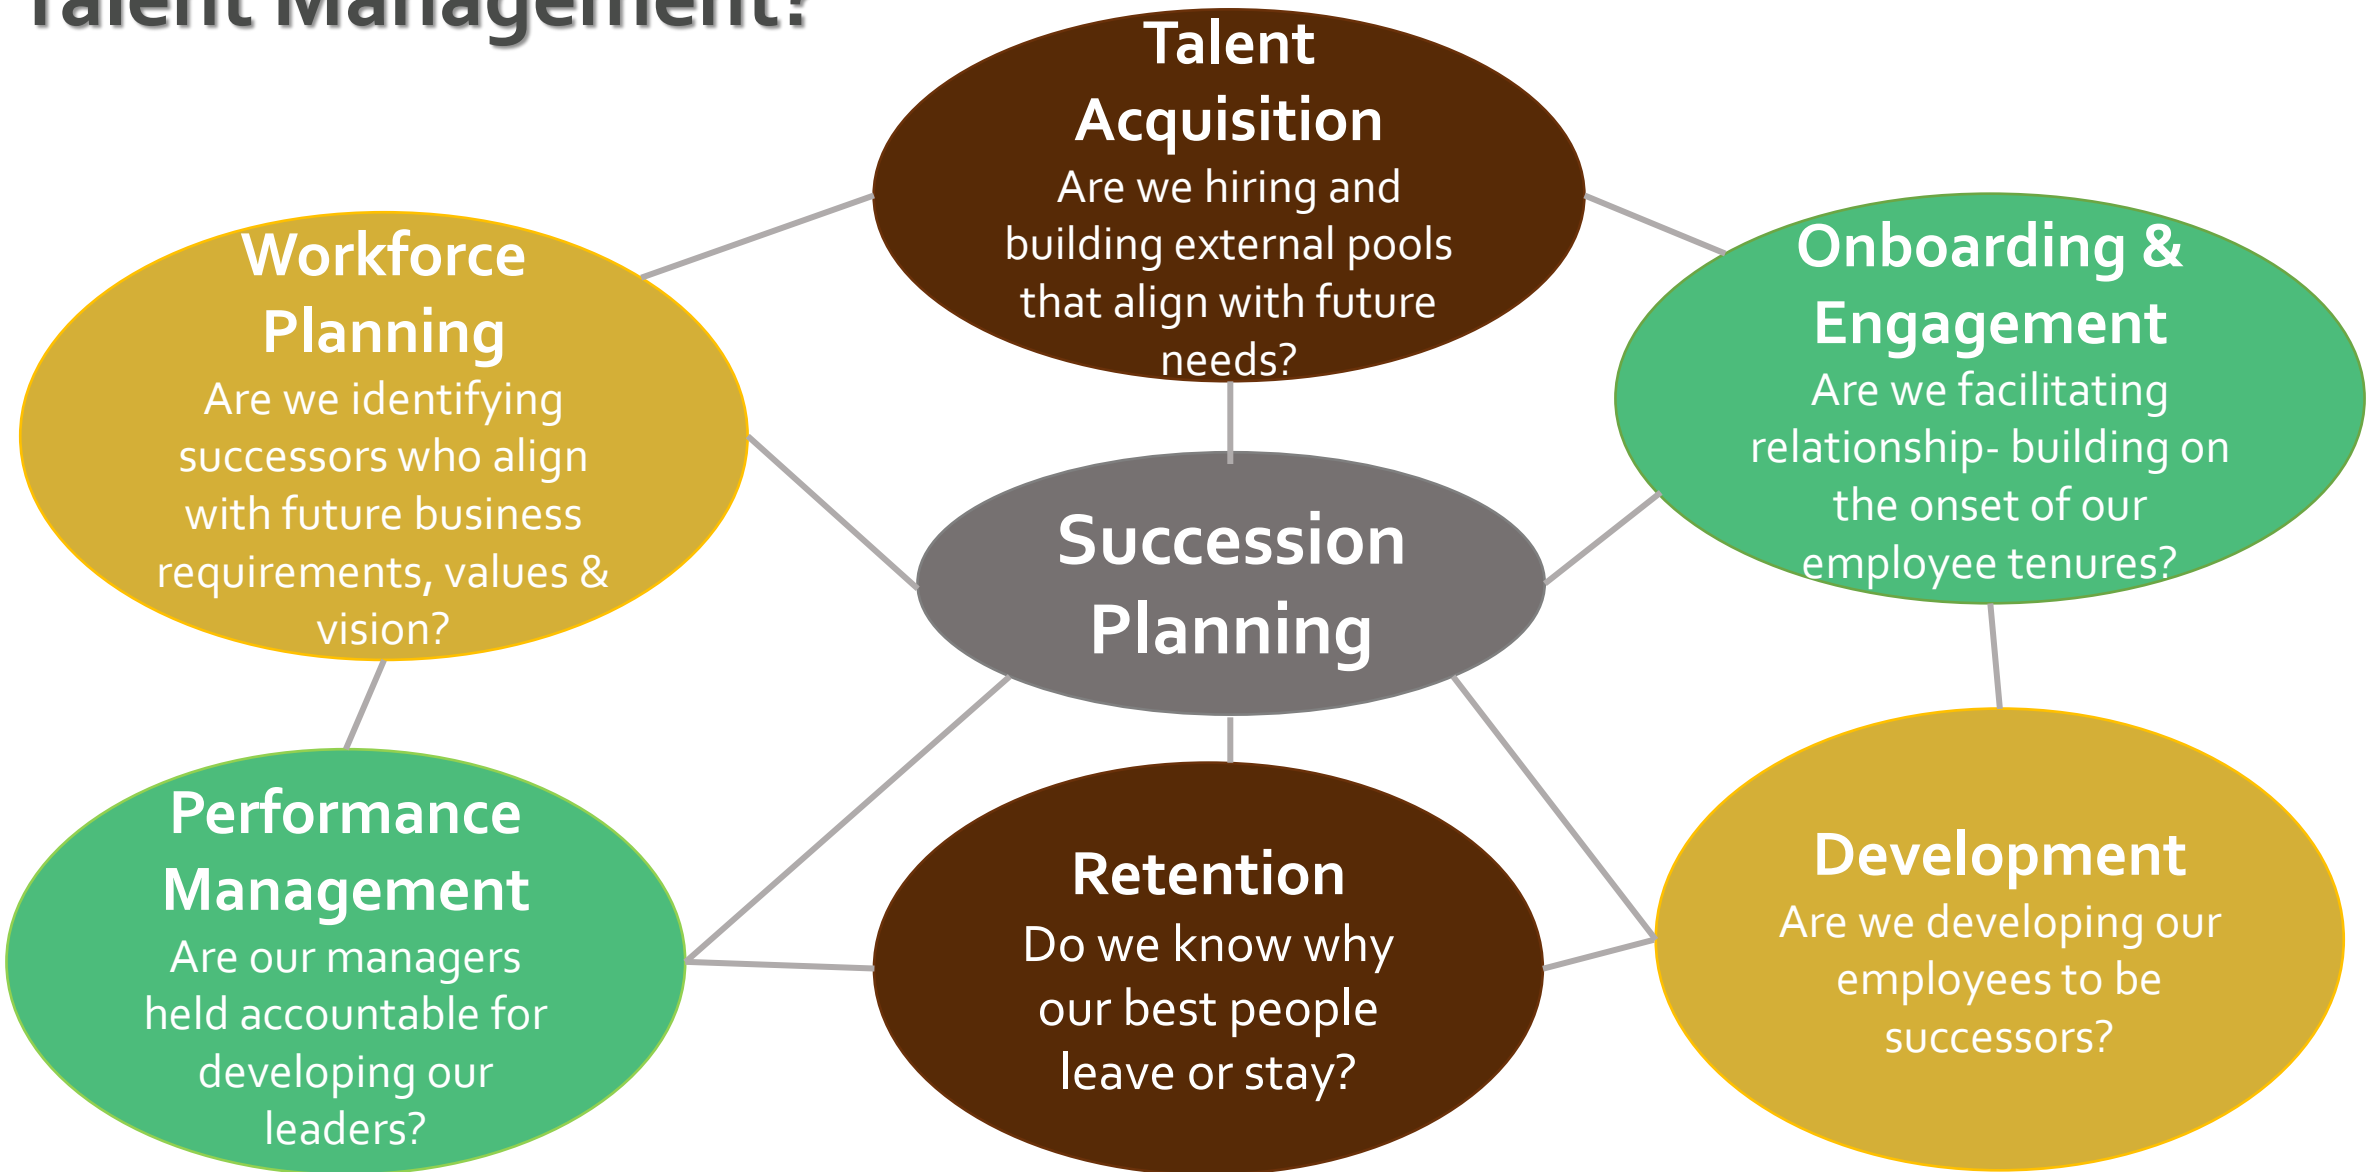 Talent Management?
Talent
Acquisition
Are we hiring and
building external pools
that align with future
needs?
Workforce
Planning
Are we identifying
successors who align
with future business
requirements, values &
vision?
Onboarding &
Engagement
Are we facilitating
relationship- building on
the onset of our
employee tenures?
Succession
Planning
Performance
Management
Are our managers
held accountable for
developing our
leaders?
Retention
Do we know why
our best people
leave or stay?
Development
Are we developing our
employees to be
successors?